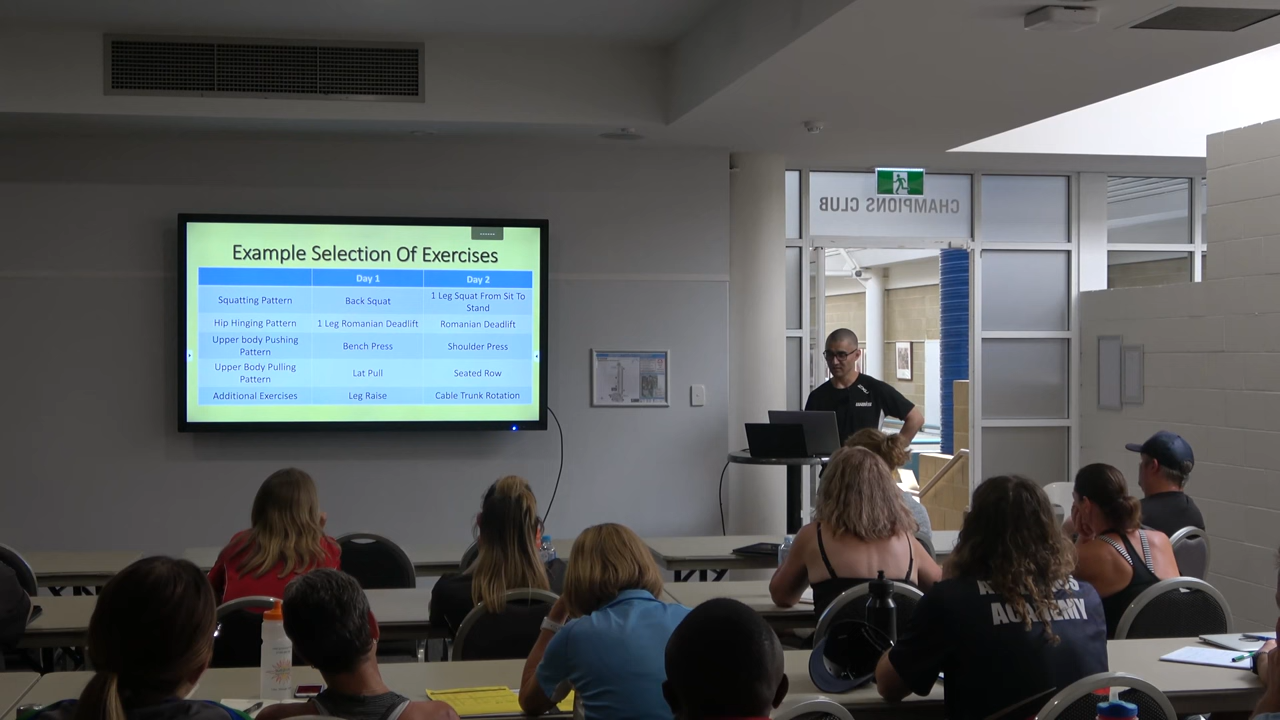 Example Selection Of Exercises
Day 1 Day 2
Squatting Pattern Back Squat 1 Leg Squat From Sit To Stand
Hip Hinging Pattern 1 Leg Romanian Deadlift Romanian Deadlift
Upper body Pushing Pattern Bench Press Shoulder Press
Upper Body Pulling Pattern Lat Pull Seated Row
Additional Exercises Leg Raise Cable Trunk Rotation
CHAMPIONS CLUB
ACADEMY